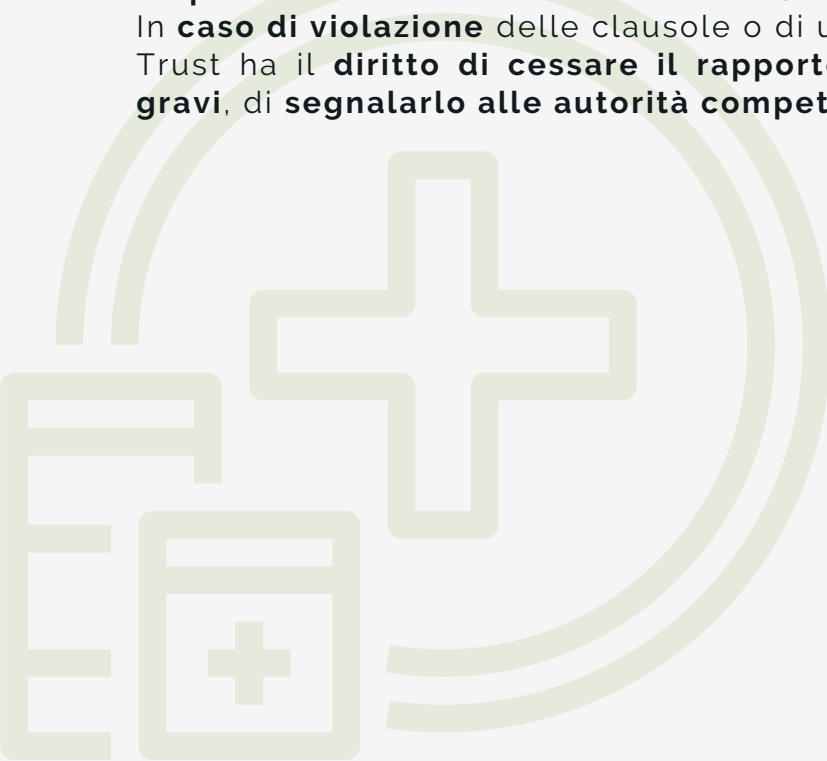 In caso di violazione delle clausole o di
Trust ha il diritto di cessare il
gravi, di segnalarlo alle autorità